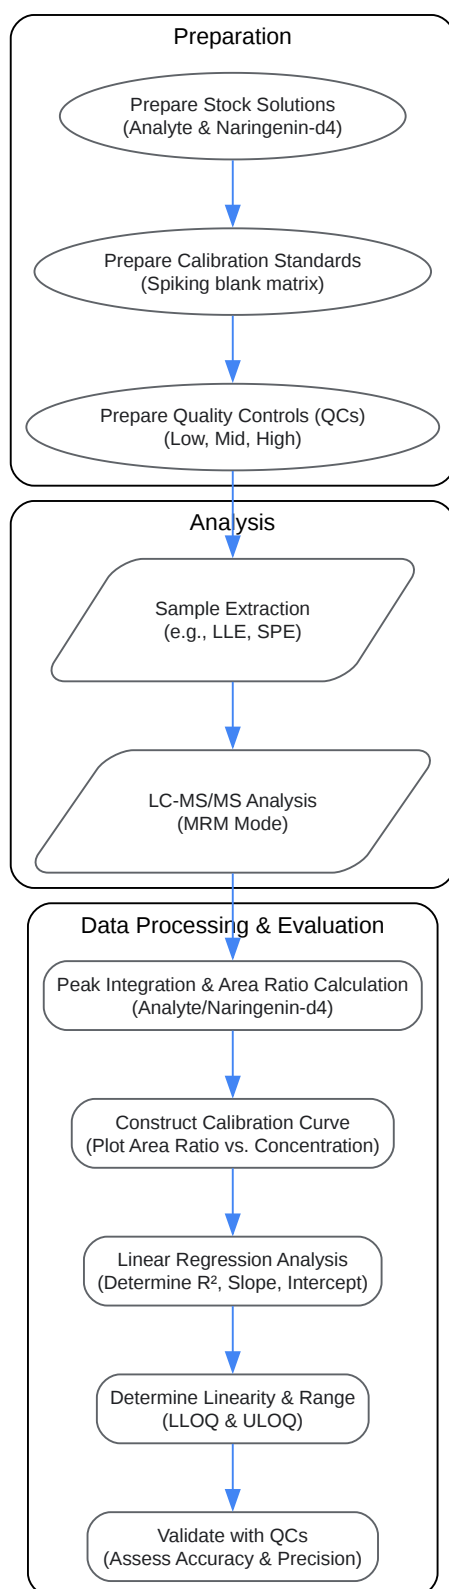 Preparation
Prepare Stock Solutions
(Analyte & Naringenin-d4)
Prepare Calibration Standards
(Spiking blank matrix)
Prepare Quality Controls (QCs)
(Low, Mid, High)
Analysis
Sample Extraction
(e.g., LLE, SPE)
LC-MS/MS Analysis
(MRM Mode)
Data Processing & Evaluation
Peak Integration & Area Ratio Calculation
(Analyte/Naringenin-d4)
Construct Calibration Curve
(Plot Area Ratio vs. Concentration)
Linear Regression Analysis
(Determine R², Slope, Intercept)
Determine Linearity & Range
(LLOQ & ULOQ)
Validate with QCs
(Assess Accuracy & Precision)